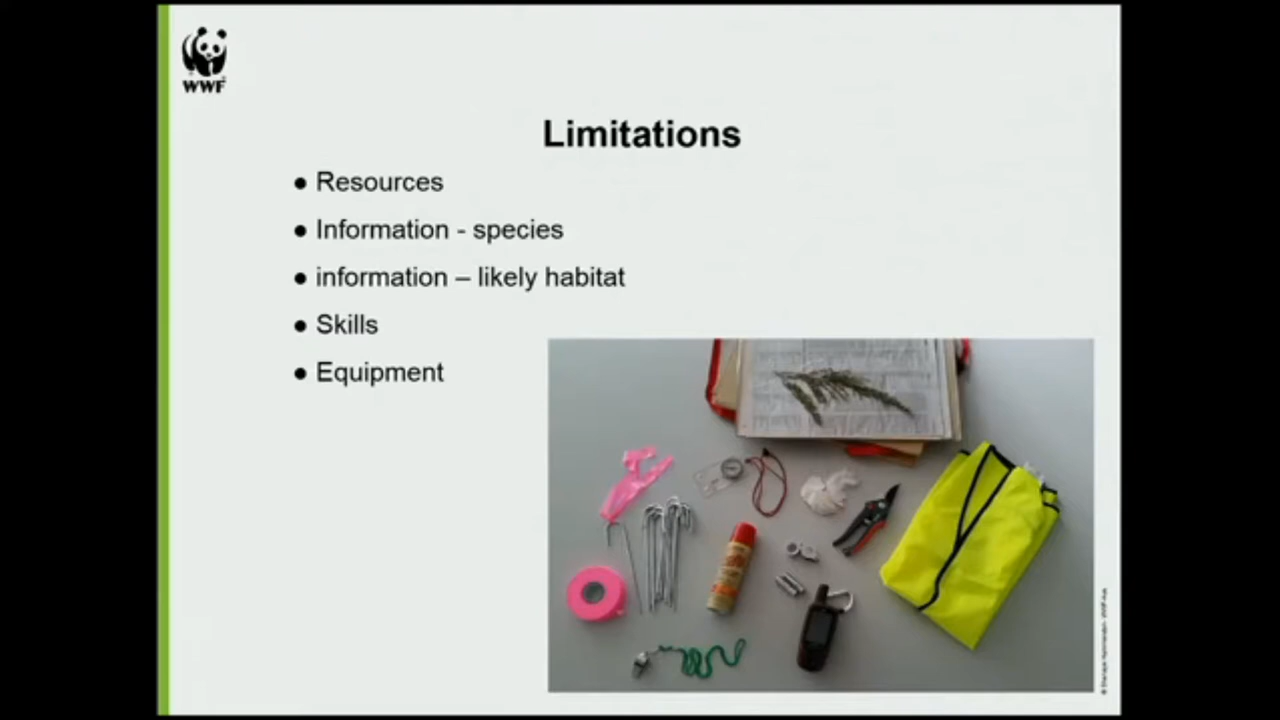 WWF
Limitations
● Resources
● Information - species
● information – likely habitat
● Skills
● Equipment